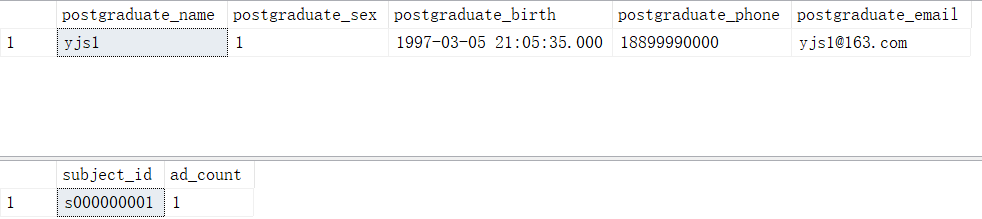 postgraduate_name postgraduate_sex postgraduate_birth postgraduate_phone postgraduate_email
1 yjs1 1 1997-03-05 21:05:35.000 18899990000 yjs1@163.com
subject_id ad_count
1 s000000001 1